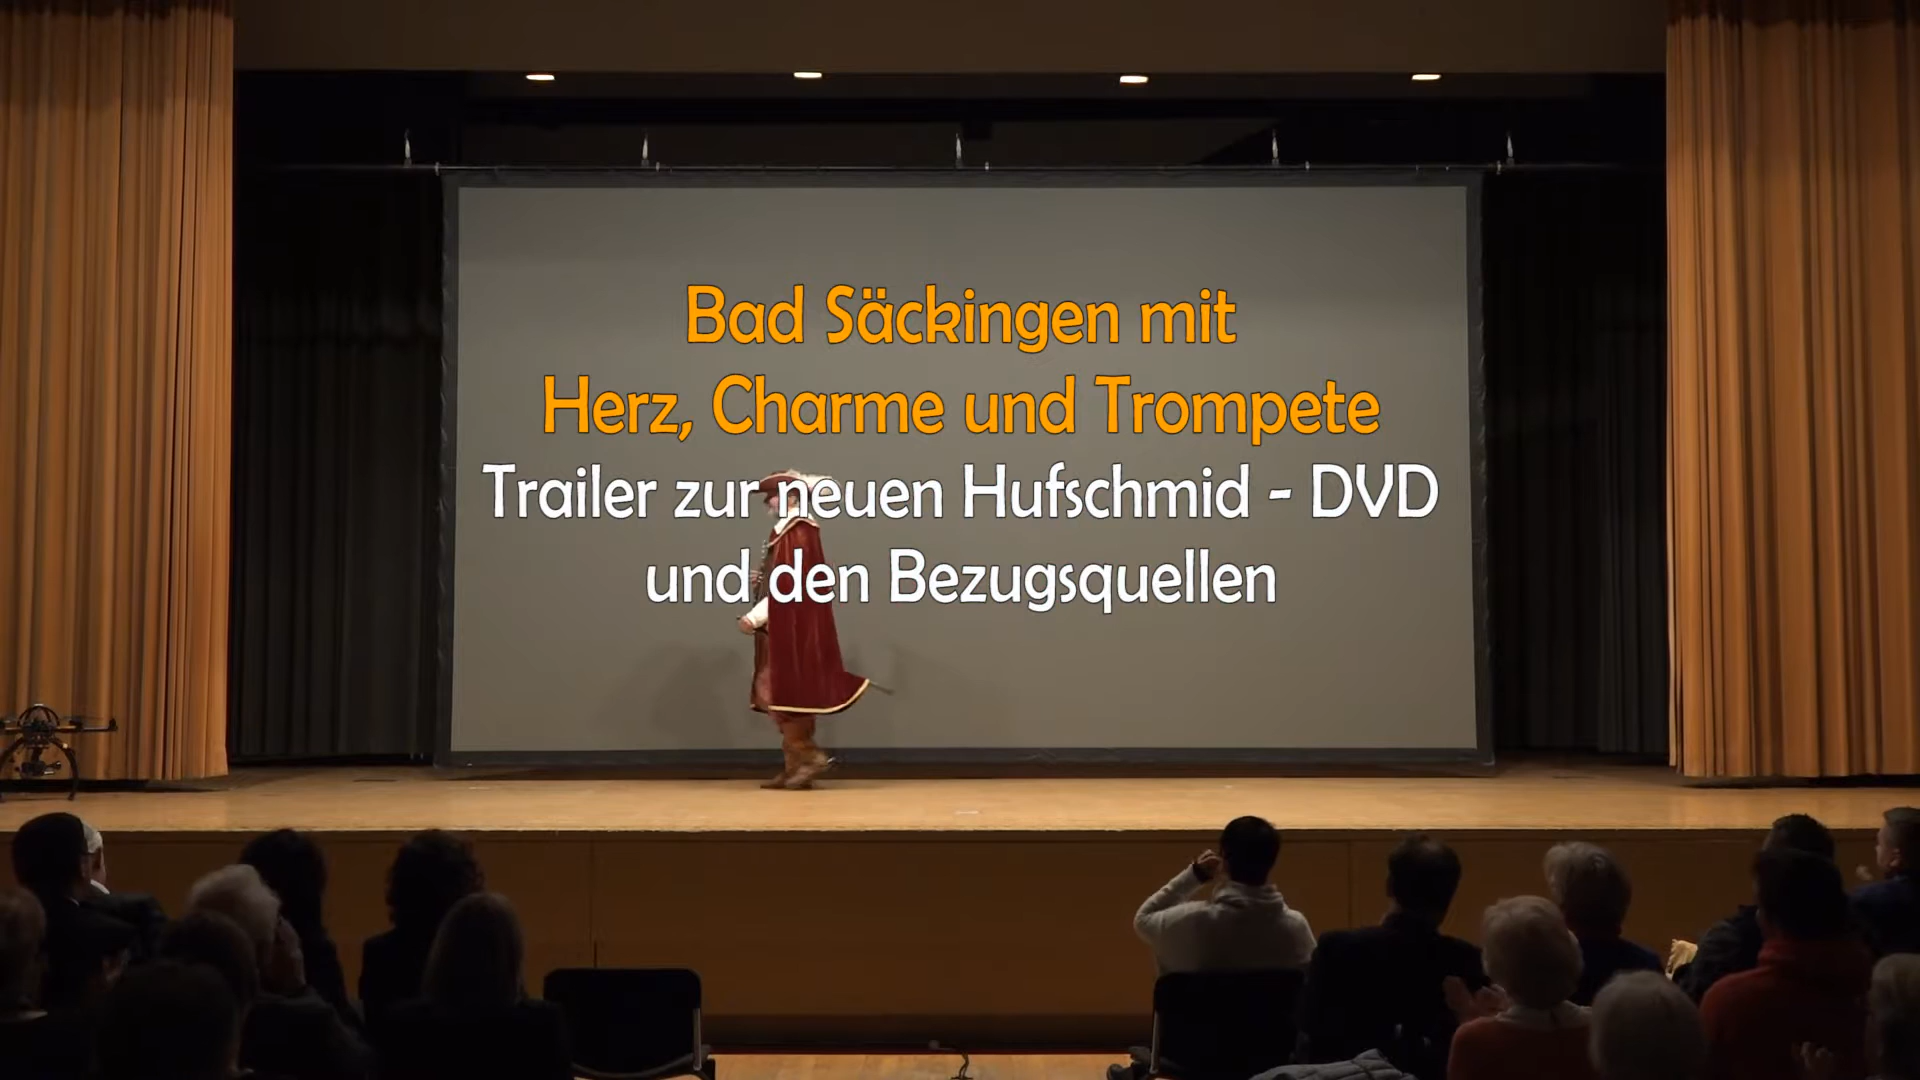 Bad Säckingen mit
Herz, Charme und Trompete
Trailer zur neuen Hufschmid - DVD
und den Bezugsquellen